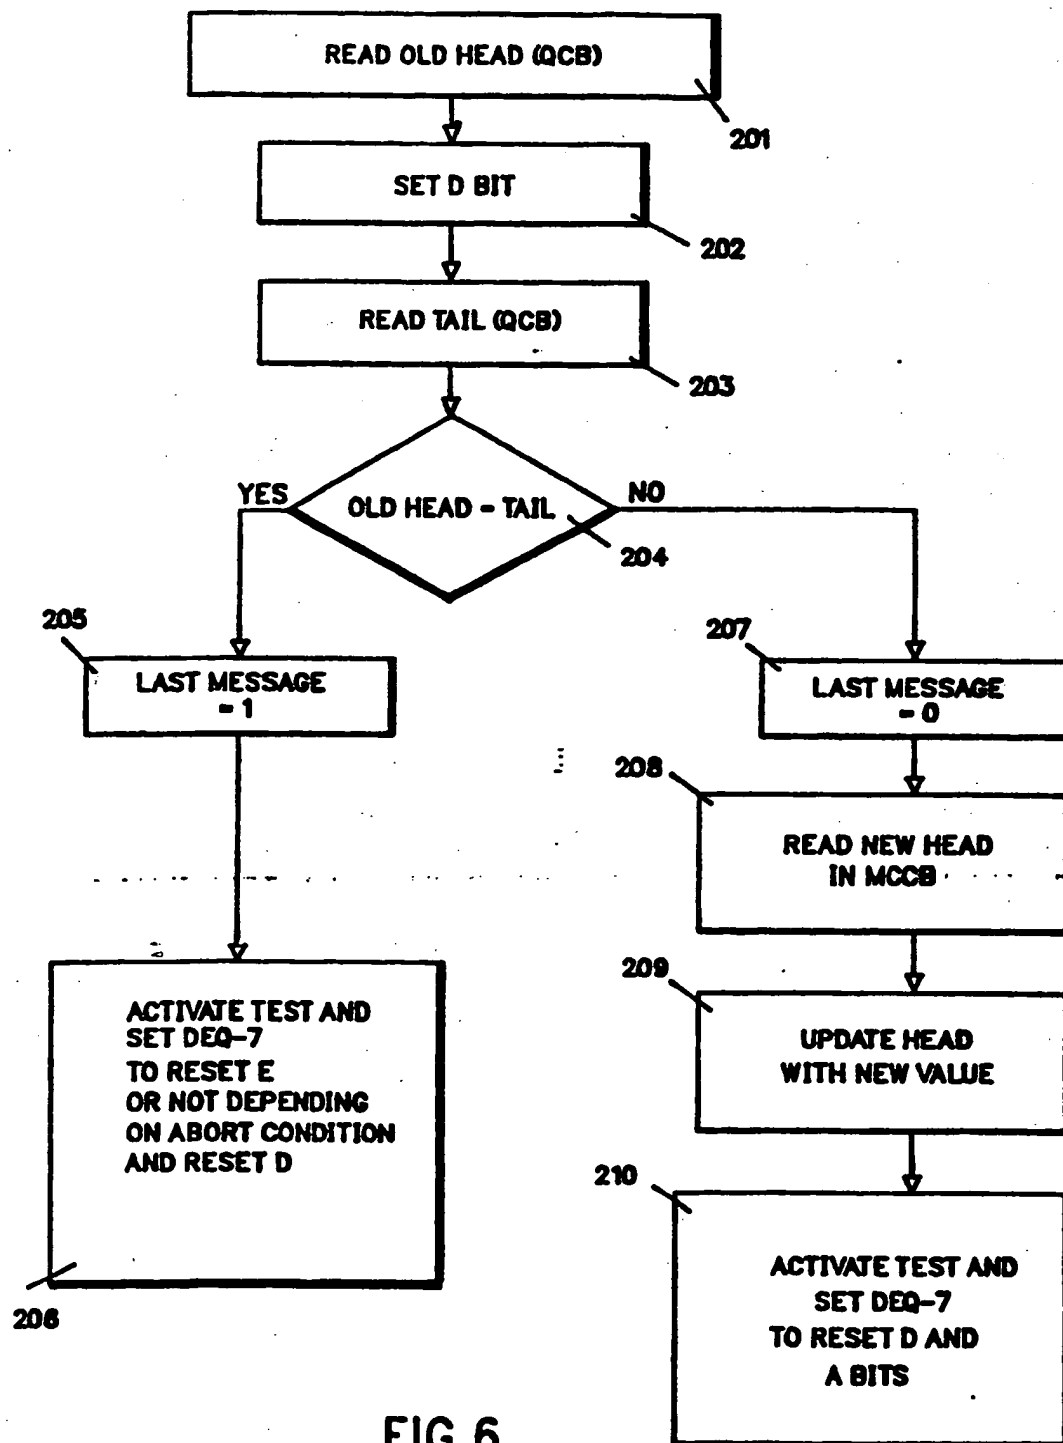 READ OLD HEAD (QCB)
201
SET D BIT
202
READ TAIL (QCB)
203
OLD HEAD = TAIL
204
YES
NO
205
LAST MESSAGE
= 1
207
LAST MESSAGE
= 0
208
READ NEW HEAD
IN MCCB
209
UPDATE HEAD
WITH NEW VALUE
ACTIVATE TEST AND
SET DEQ-7
TO RESET E
OR NOT DEPENDING
ON ABORT CONDITION
AND RESET D
206
210
ACTIVATE TEST AND
SET DEQ-7
TO RESET D AND
A BITS
FIG. 6